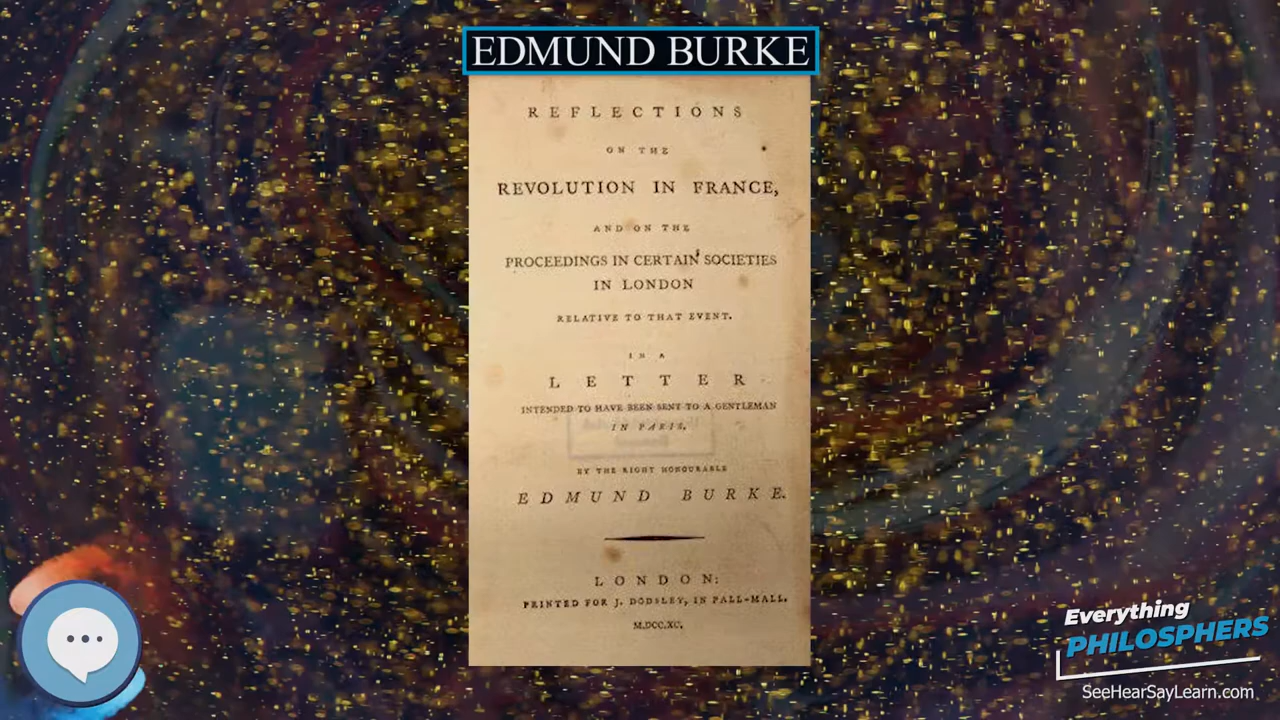 EDMUND BURKE
REFLECTIONS
ON THE
REVOLUTION IN FRANCE,
AND ON THE
PROCEEDINGS IN CERTAIN SOCIETIES
IN LONDON
RELATIVE TO THAT EVENT.
IN A
LETTER
INTENDED TO HAVE BEEN SENT TO A GENTLEMAN
IN PARIS.
BY THE RIGHT HONOURABLE
EDMUND BURKE.
LONDON:
PRINTED FOR J. DODSLEY, IN PALL-MALL.
M.DCC.XC.
Everything
PHILOSPHERS
SeeHearSayLearn.com